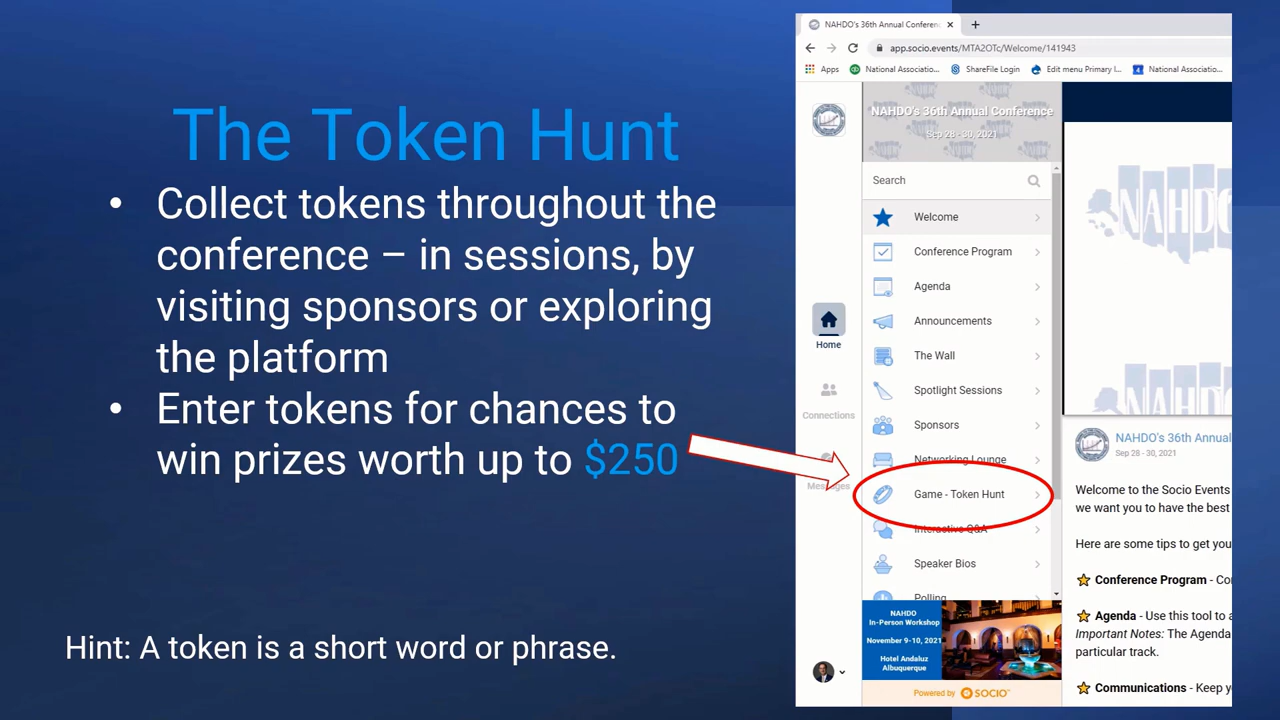 The Token Hunt
• Collect tokens throughout the
conference – in sessions, by
visiting sponsors or exploring
the platform
• Enter tokens for chances to
win prizes worth up to $250
Hint: A token is a short word or phrase.
NAHDO's 36th Annual Conferen
app.socio.events/MTA2OTc/Welcome/141943
Apps
National Associatio...
ShareFile Login
Edit menu Primary l...
National Associatio...
NAHDO's 36th Annual Conference
Sep 28 - 30, 2021
Search
Welcome
Conference Program
Agenda
Announcements
The Wall
Spotlight Sessions
Sponsors
Networking Lounge
Game - Token Hunt
Interactive Q&A
Speaker Bios
Polling
Home
Connections
Messages
NAHDO
In-Person Workshop
November 9-10, 2021
Hotel Andaluz
Albuquerque
Powered by SOCIO™
NAHDO
NAHDO
NAHDO's 36th Annual
Sep 28 - 30, 2021
Welcome to the Socio Events
we want you to have the best
Here are some tips to get you
Conference Program - Co
Agenda - Use this tool to a
Important Notes: The Agenda
particular track.
Communications - Keep y